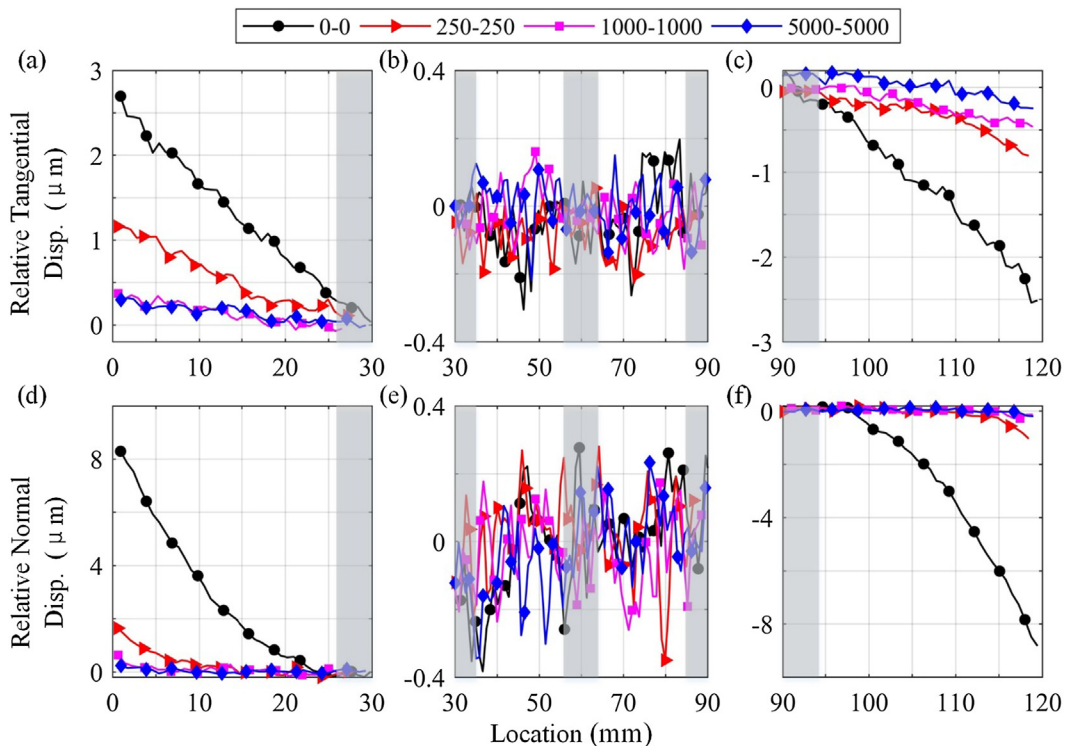 0-0 250-250 1000-1000 5000-5000
(a) (b) (c)
Relative Tangential
Disp. (μm)
3
2
1
0
0 10 20 30
0.4
0
-0.4
30 50 70 90
0
-1
-2
-3
90 100 110 120
(d) (e) (f)
Relative Normal
Disp. (μm)
8
4
0
0 10 20 30
0.4
0
-0.4
30 50 70 90
0
-4
-8
90 100 110 120
Location (mm)